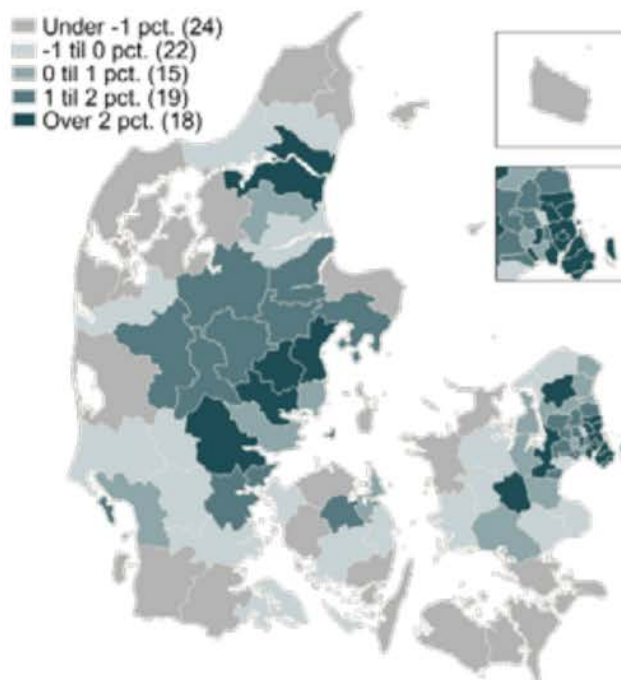 Under -1 pct. (24)
-1 til 0 pct. (22)
0 til 1 pct. (15)
1 til 2 pct. (19)
Over 2 pct. (18)